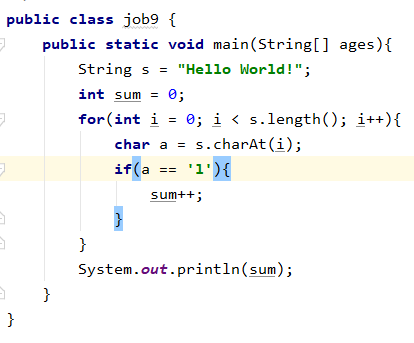 public class job9 {
    public static void main(String[] ages){
        String s = "Hello World!";
        int sum = 0;
        for(int i = 0; i < s.length(); i++){
            char a = s.charAt(i);
            if(a == 'l'){
                sum++;
            }
        }
        System.out.println(sum);
    }
}